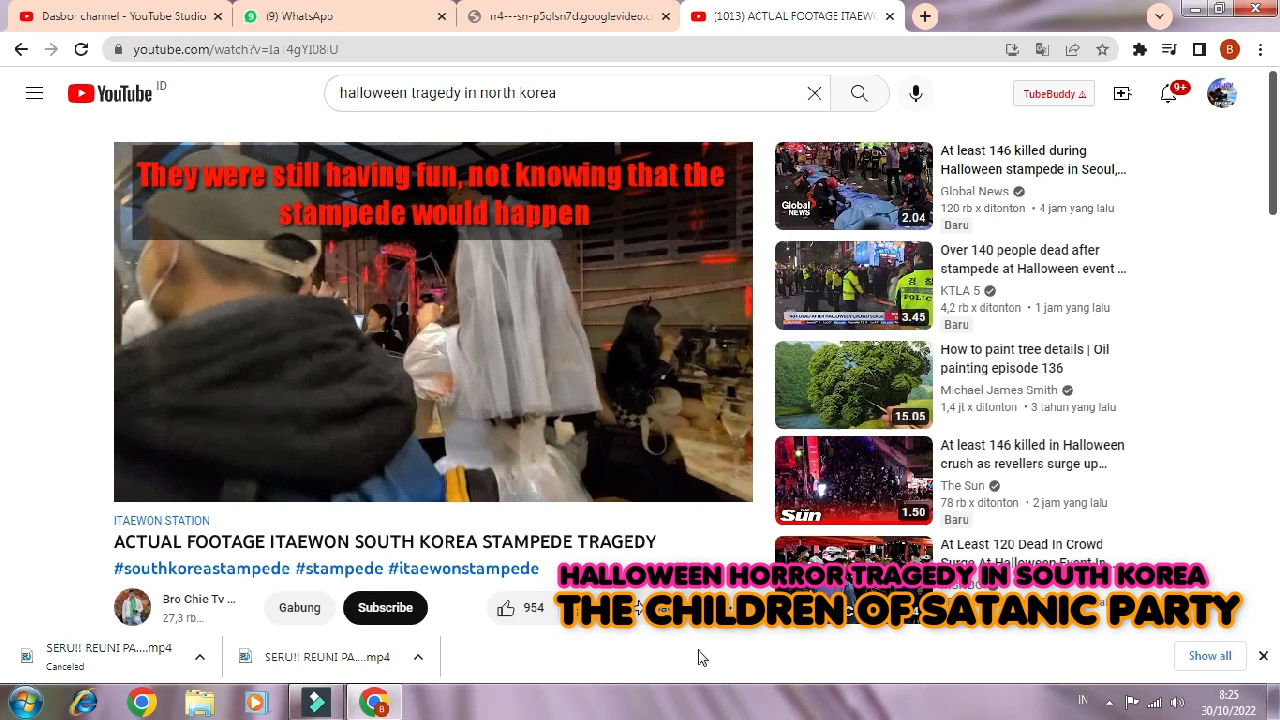 Dasbor channel - YouTube Studio
(9) WhatsApp
(1013) ACTUAL FOOTAGE ITAEW
YouTube ID
halloween tragedy in north korea
TubeBuddy
9+
B
They were still having fun, not knowing that the
stampede would happen
ITAEWON STATION
ACTUAL FOOTAGE ITAEWON SOUTH KOREA STAMPEDE TRAGEDY
#southkoreastampede #stampede #itaewonstampede
Bro Chie Tv ...
27,3 rb...
Gabung
Subscribe
954
Global NEWS
2.04
At least 146 killed during
Halloween stampede in Seoul,...
Global News
120 rb x ditonton • 4 jam yang lalu
Baru
경찰
POLICE
3.45
Over 140 people dead after
stampede at Halloween event ...
KTLA 5
4,2 rb x ditonton • 1 jam yang lalu
Baru
15.05
How to paint tree details | Oil
painting episode 136
Michael James Smith
1,4 jt x ditonton • 3 tahun yang lalu
Sun
1.50
At least 146 killed in Halloween
crush as revellers surge up...
The Sun
78 rb x ditonton • 2 jam yang lalu
Baru
At Least 120 Dead In Crowd
HALLOWEEN HORROR TRAGEDY IN SOUTH KOREA
THE CHILDREN OF SATANIC PARTY
SERU!! REUNI PA....mp4
Canceled
SERU!! REUNI PA....mp4
Show all
IN
8:25
30/10/2022